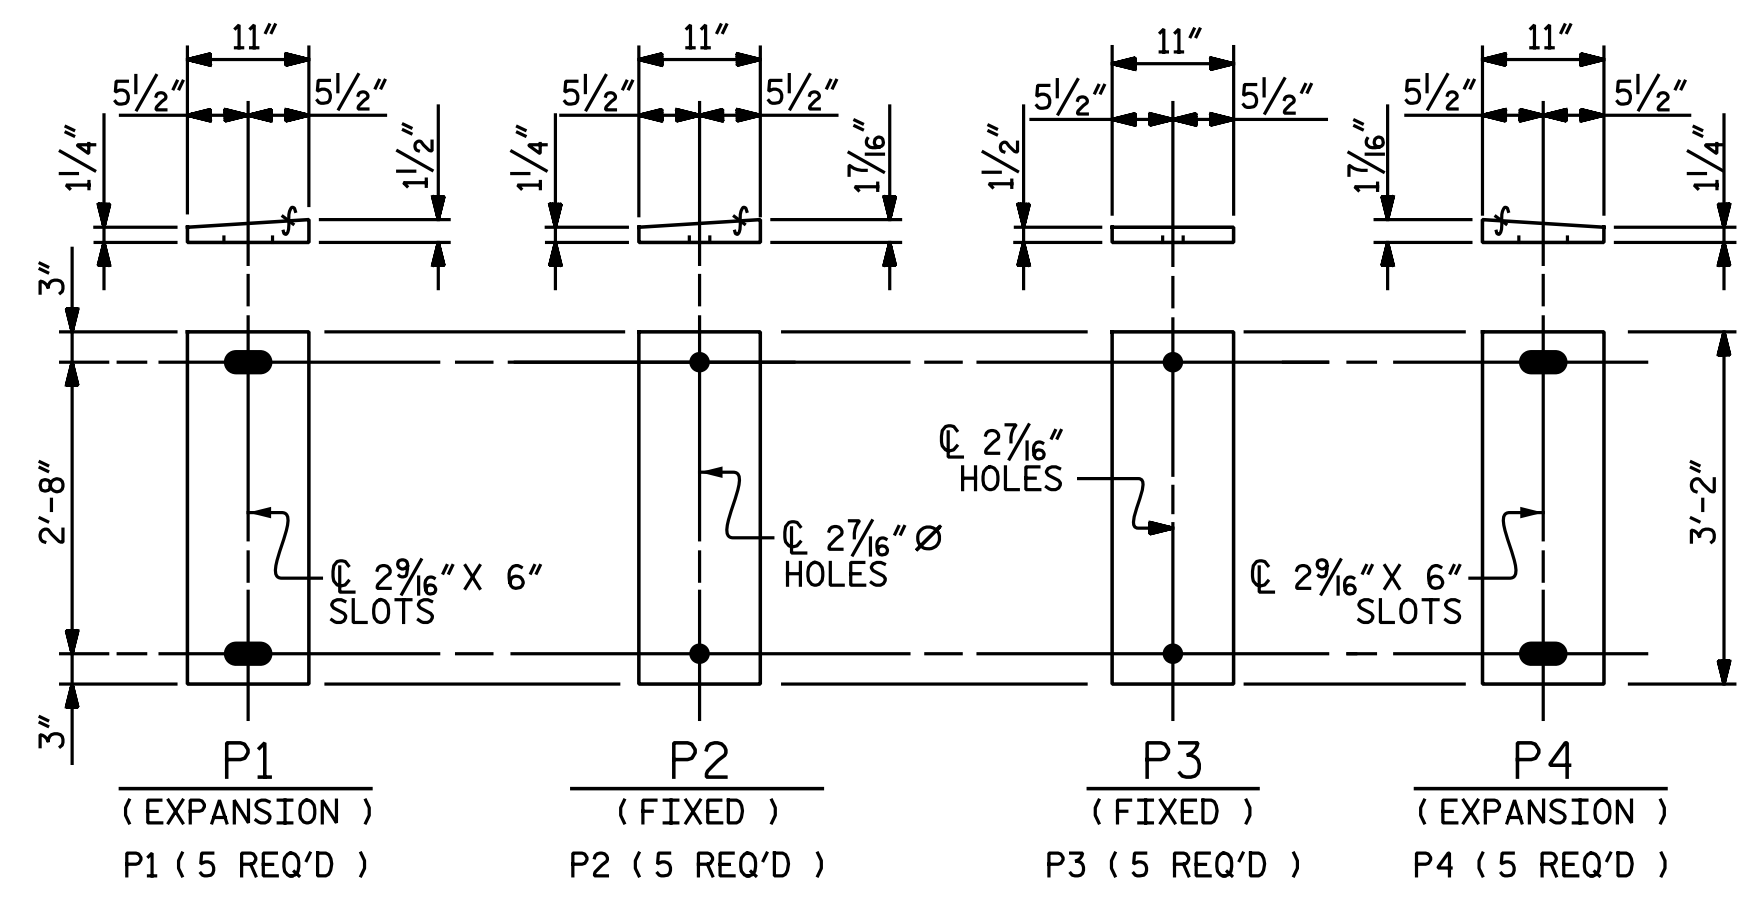 11" 11" 11" 11"
5½" 5½" 5½" 5½" 5½" 5½" 5½" 5½"
1¼" 1½" 1¼" 1⁷⁄₁₆" 1½" 1⁷⁄₁₆" 1¼"
3"
2'-8"
3'-2"
3"
℄ 2⁹⁄₁₆" X 6"
SLOTS
℄ 2⁷⁄₁₆" Ø
HOLES
℄ 2⁷⁄₁₆"
HOLES
℄ 2⁹⁄₁₆" X 6"
SLOTS
P1 P2 P3 P4
( EXPANSION ) ( FIXED ) ( FIXED ) ( EXPANSION )
P1 ( 5 REQ'D ) P2 ( 5 REQ'D ) P3 ( 5 REQ'D ) P4 ( 5 REQ'D )